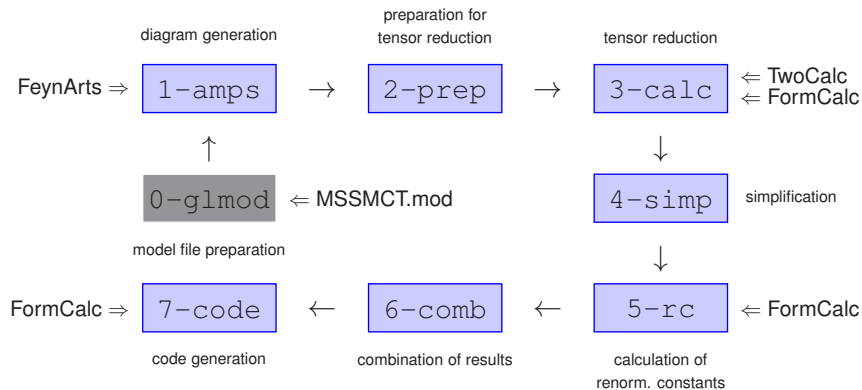 preparation for
diagram generation tensor reduction tensor reduction
FeynArts ⇒ 1-amps → 2-prep → 3-calc ⇐ TwoCalc
⇐ FormCalc
↑ ↓
0-glmod ⇐ MSSMCT.mod 4-simp simplification
model file preparation ↓
FormCalc ⇒ 7-code ← 6-comb ← 5-rc ⇐ FormCalc
code generation combination of results calculation of
renorm. constants